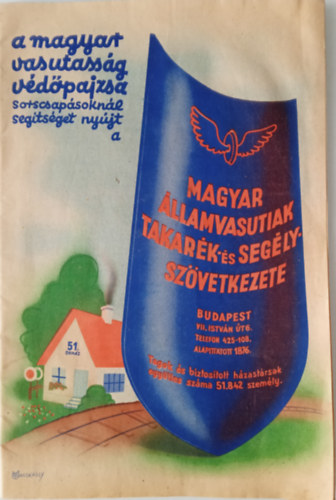 a magyar
vasutasság
védőpajzsa
sorscsapásoknál
segítséget nyújt
a
MAGYAR
ÁLLAMVASUTIAK
TAKARÉK-ÉS SEGÉLY-
SZÖVETKEZETE
BUDAPEST
VII. ISTVÁN ÚT 6.
TELEFON 425-108.
ALAPÍTTATOTT 1876.
Tagok és biztosított házastársak
együttes száma 51.842 személy.
51.